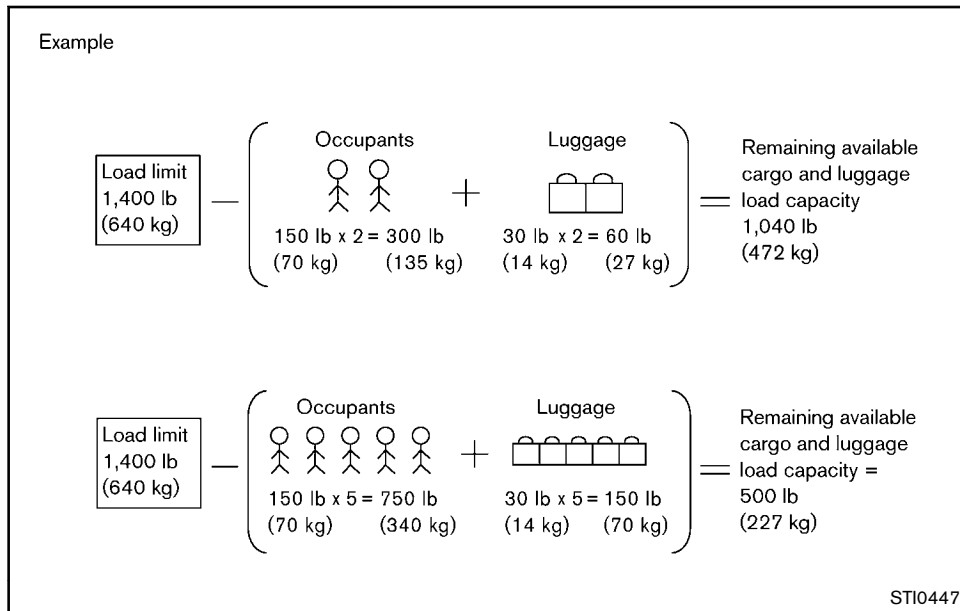 Example
Occupants
Luggage
Load limit
1,400 lb
(640 kg)
150 lb x 2 = 300 lb
(70 kg) (135 kg)
30 lb x 2 = 60 lb
(14 kg) (27 kg)
Remaining available
cargo and luggage
load capacity
1,040 lb
(472 kg)
Occupants
Luggage
Load limit
1,400 lb
(640 kg)
150 lb x 5 = 750 lb
(70 kg) (340 kg)
30 lb x 5 = 150 lb
(14 kg) (70 kg)
Remaining available
cargo and luggage
load capacity =
500 lb
(227 kg)
STI0447